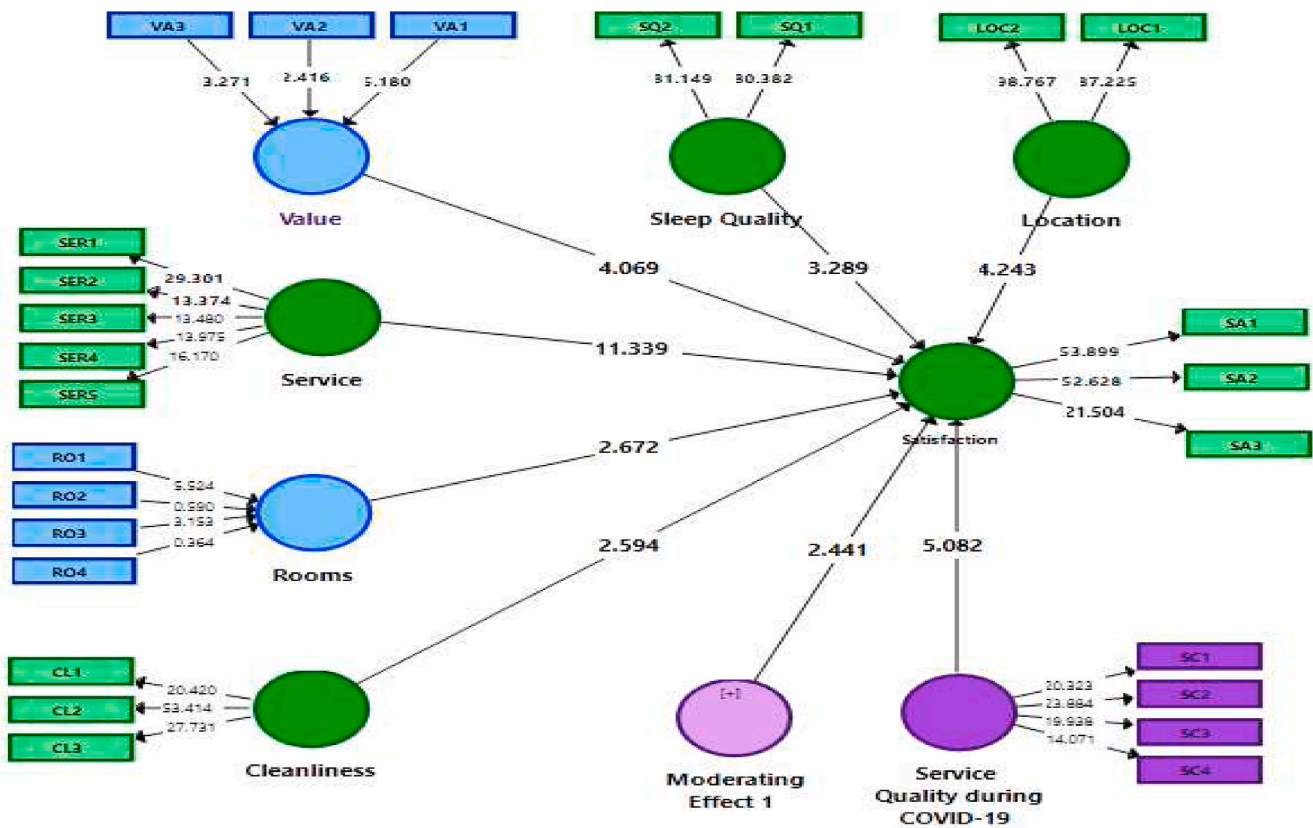 VA3 VA2 VA1 SQ2 SQ1 LOC2 LOC1
3.271 2.416 5.180 31.149 30.382 98.767 37.225
Value Sleep Quality Location
4.069 3.289 4.243
SER1
SER2
SER3
SER4
SER5
29.301
13.374
13.480
13.975
16.170
Service
11.339
Satisfaction
53.899
52.628
21.504
SA1
SA2
SA3
RO1
RO2
RO3
RO4
5.524
0.590
3.153
0.364
Rooms
2.672
2.594 2.441 5.082
CL1
CL2
CL3
20.420
53.414
27.731
Cleanliness
[+]
Moderating
Effect 1
Service
Quality during
COVID-19
20.323
23.884
19.938
14.071
SC1
SC2
SC3
SC4